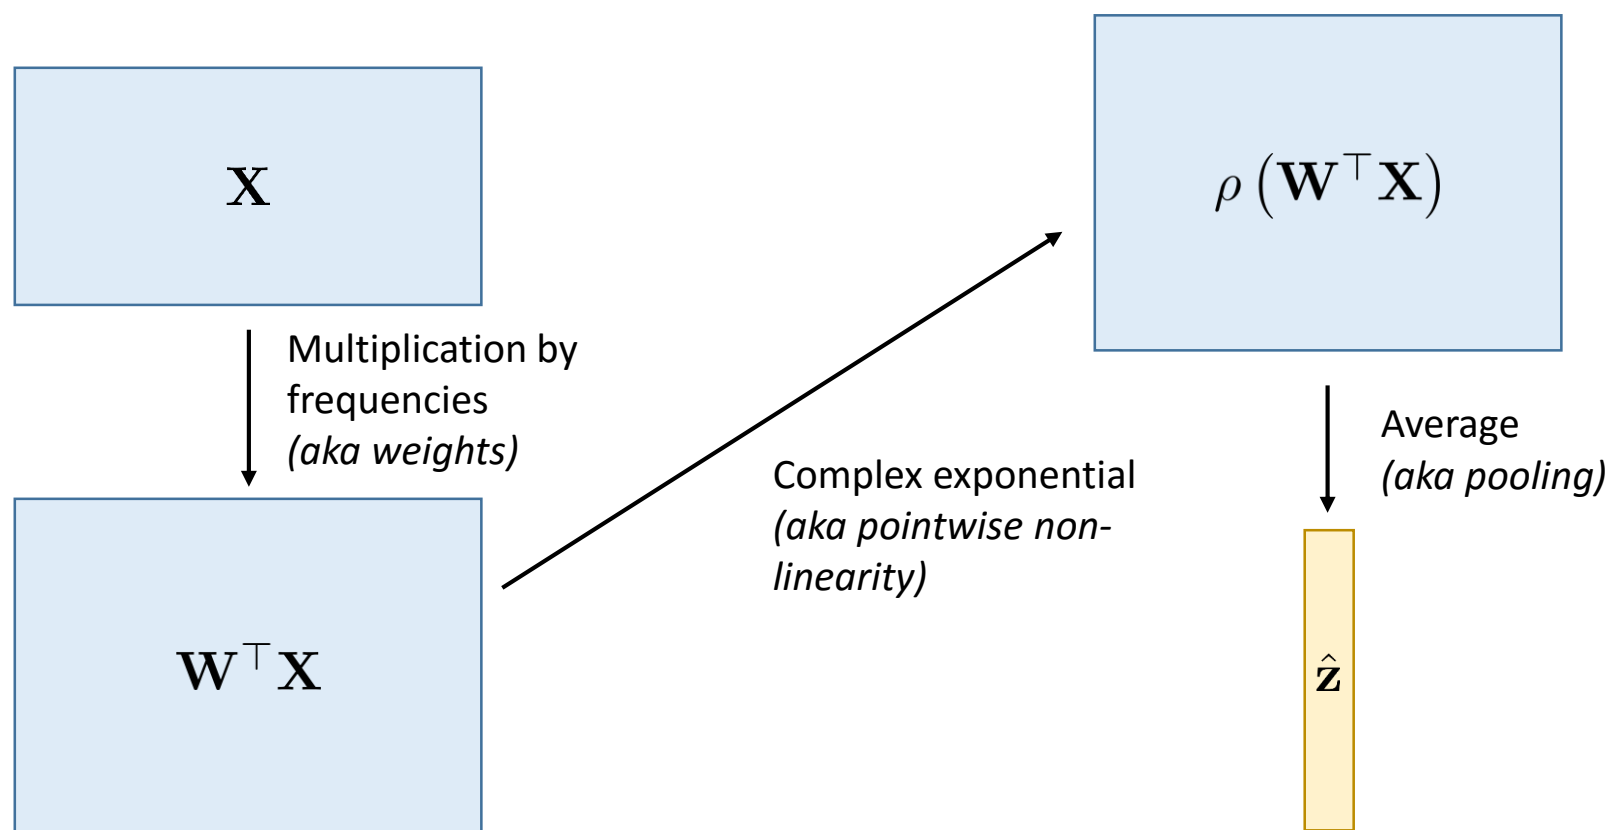 X
Multiplication by
frequencies
(aka weights)
W⊤X
Complex exponential
(aka pointwise non-
linearity)
ρ (W⊤X)
Average
(aka pooling)
ẑ